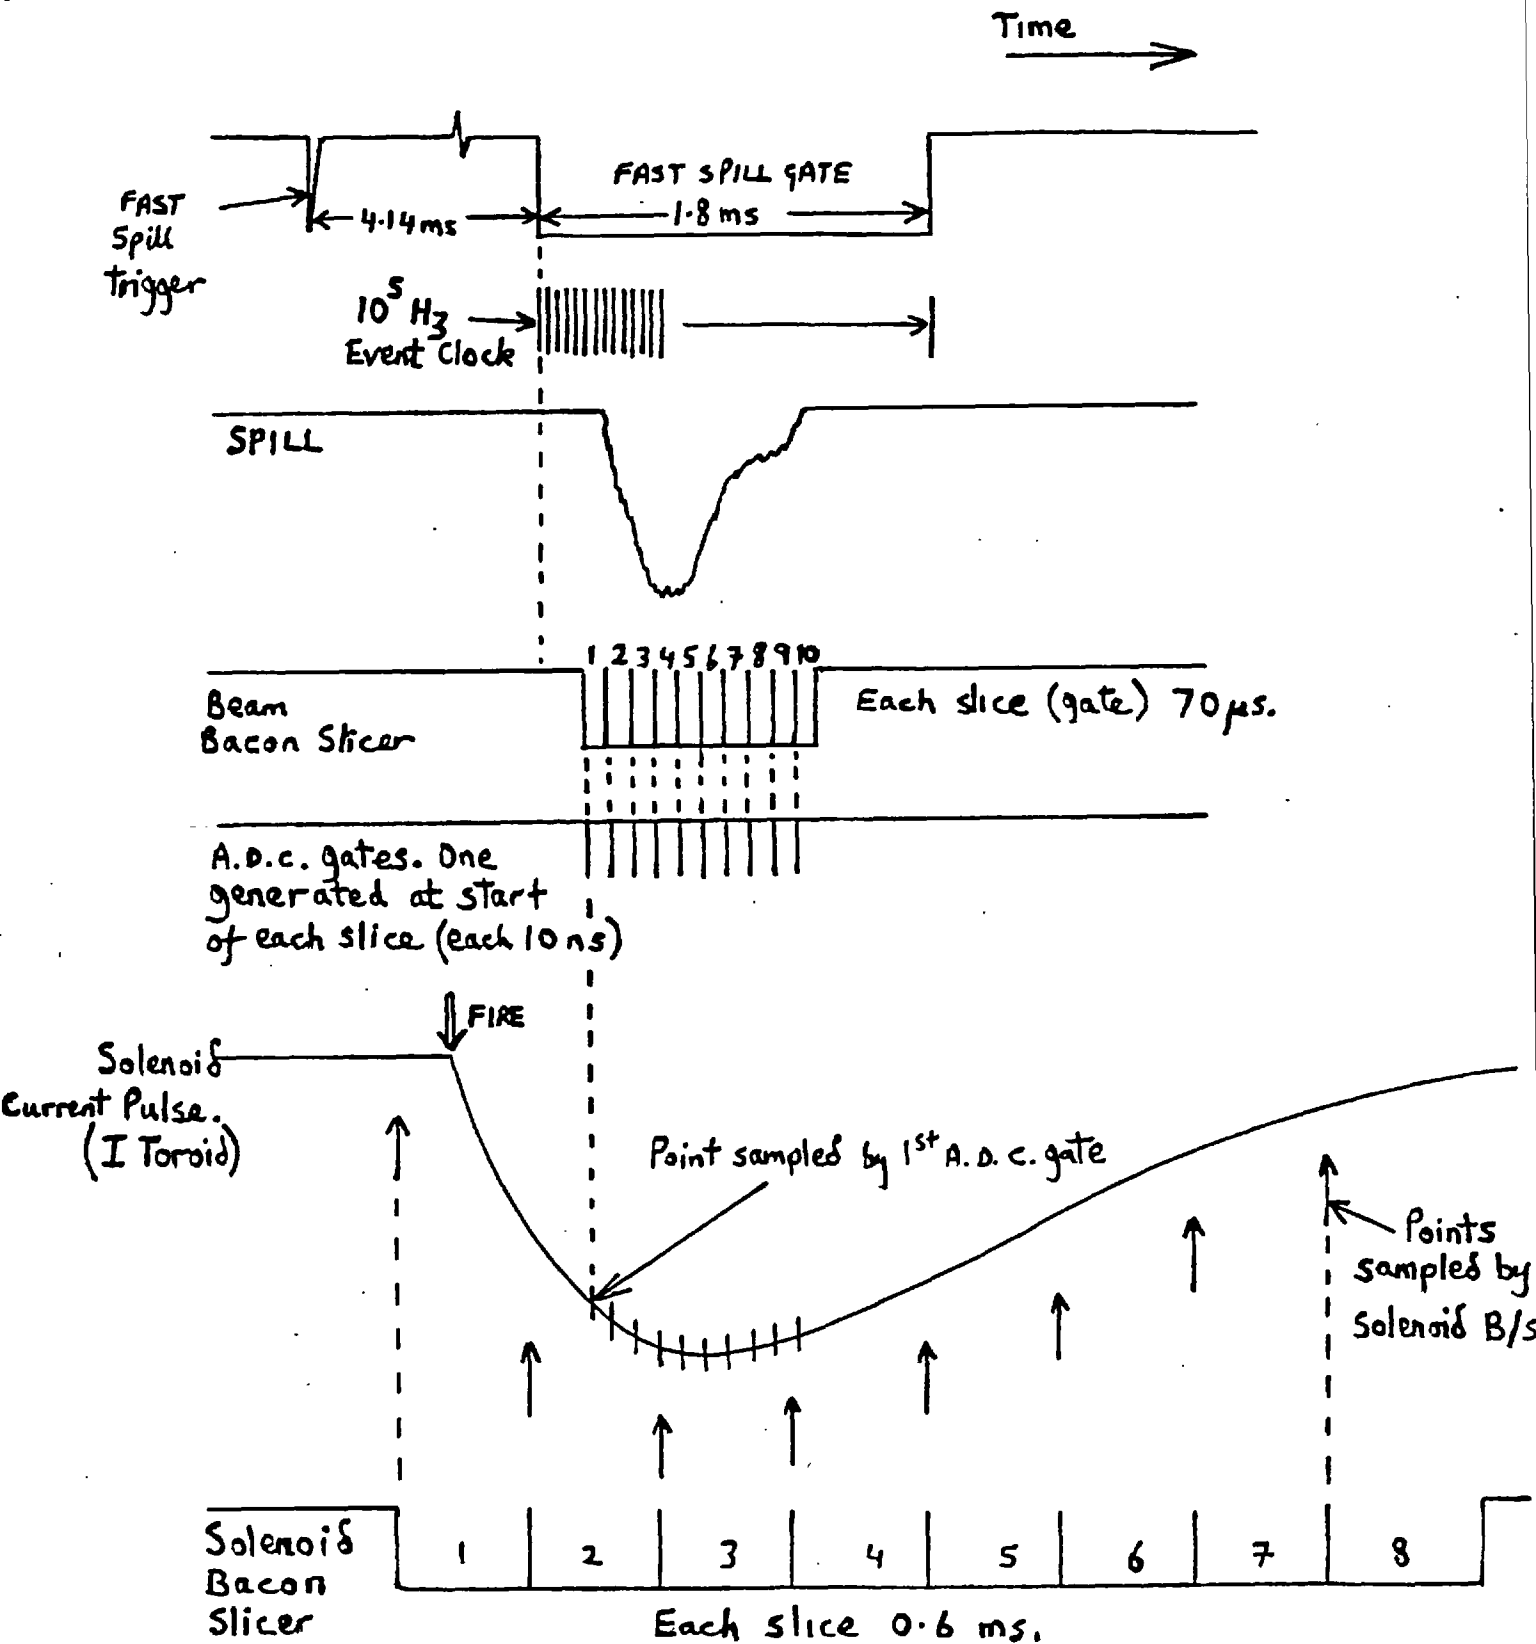 Time
FAST SPILL GATE
FAST
Spill
trigger
4.14ms
1.8 ms
10⁵ Hz
Event Clock
SPILL
1 2 3 4 5 6 7 8 9 10
Beam
Bacon Slicer
Each slice (gate) 70 μs.
A.D.C. gates. One
generated at start
of each slice (each 10 ns)
FIRE
Solenoid
Current Pulse.
(I Toroid)
Point sampled by 1st A.D.C. gate
Points
sampled by
Solenoid B/s
Solenoid
Bacon
Slicer
1 2 3 4 5 6 7 8
Each slice 0.6 ms.